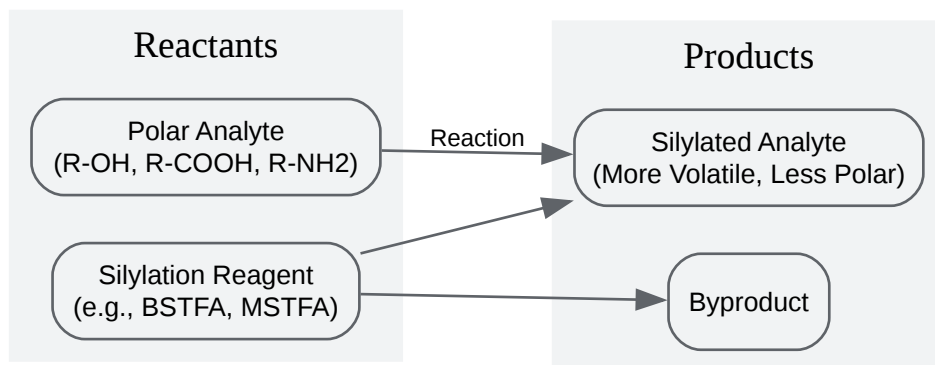 Reactants
Polar Analyte
(R-OH, R-COOH, R-NH2)
Silylation Reagent
(e.g., BSTFA, MSTFA)
Reaction
Products
Silylated Analyte
(More Volatile, Less Polar)
Byproduct